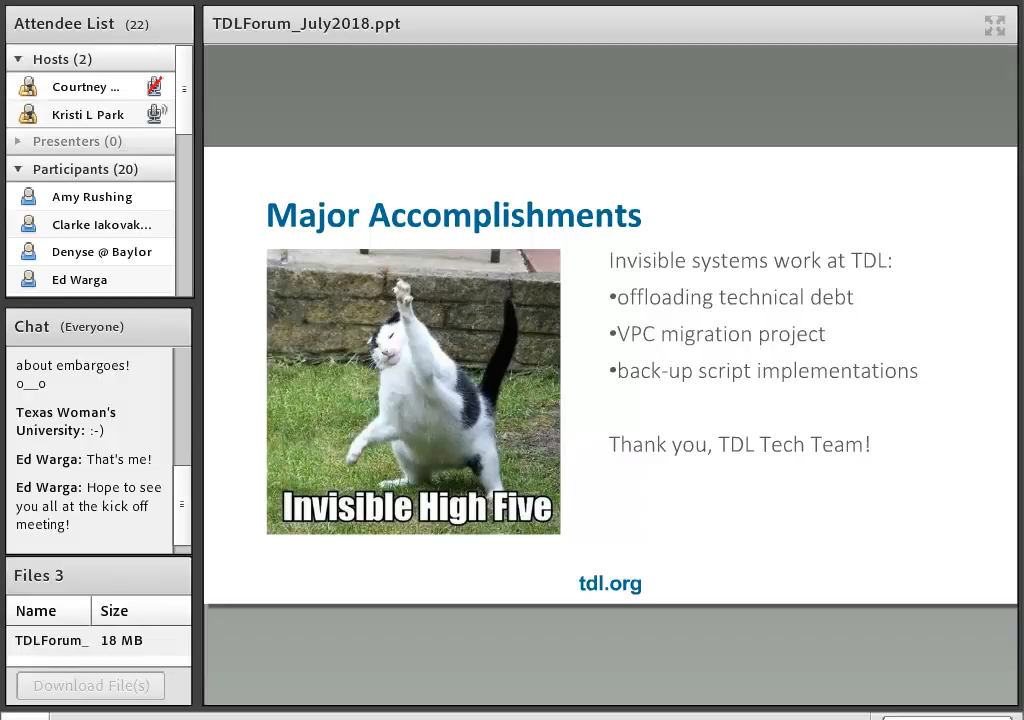 Attendee List (22)
Hosts (2)
Courtney ...
Kristi L Park
Presenters (0)
Participants (20)
Amy Rushing
Clarke Iakovak...
Denyse @ Baylor
Ed Warga
Chat (Everyone)
about embargoes!
o__o
Texas Woman's
University: :-)
Ed Warga: That's me!
Ed Warga: Hope to see
you all at the kick off
meeting!
Files 3
Name Size
TDLForum_ 18 MB
Download File(s)
TDLForum_July2018.ppt
Major Accomplishments
Invisible High Five
Invisible systems work at TDL:
•offloading technical debt
•VPC migration project
•back-up script implementations
Thank you, TDL Tech Team!
tdl.org